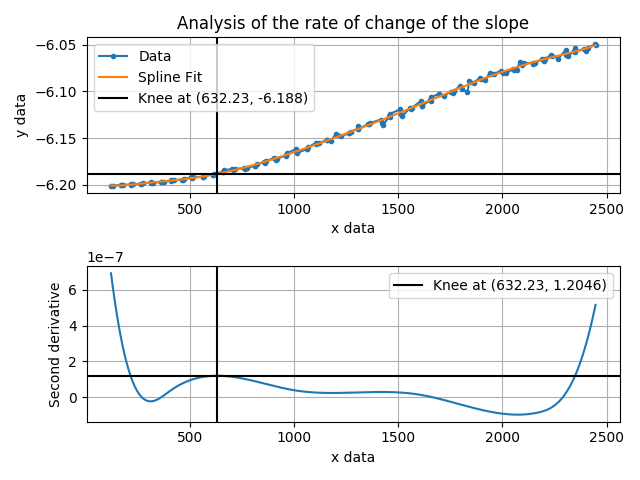 Analysis of the rate of change of the slope
−6.05
−6.10
−6.15
−6.20
y data
Data
Spline Fit
Knee at (632.23, -6.188)
500 1000 1500 2000 2500
x data
1e−7
6
4
2
0
Second derivative
Knee at (632.23, 1.2046)
500 1000 1500 2000 2500
x data